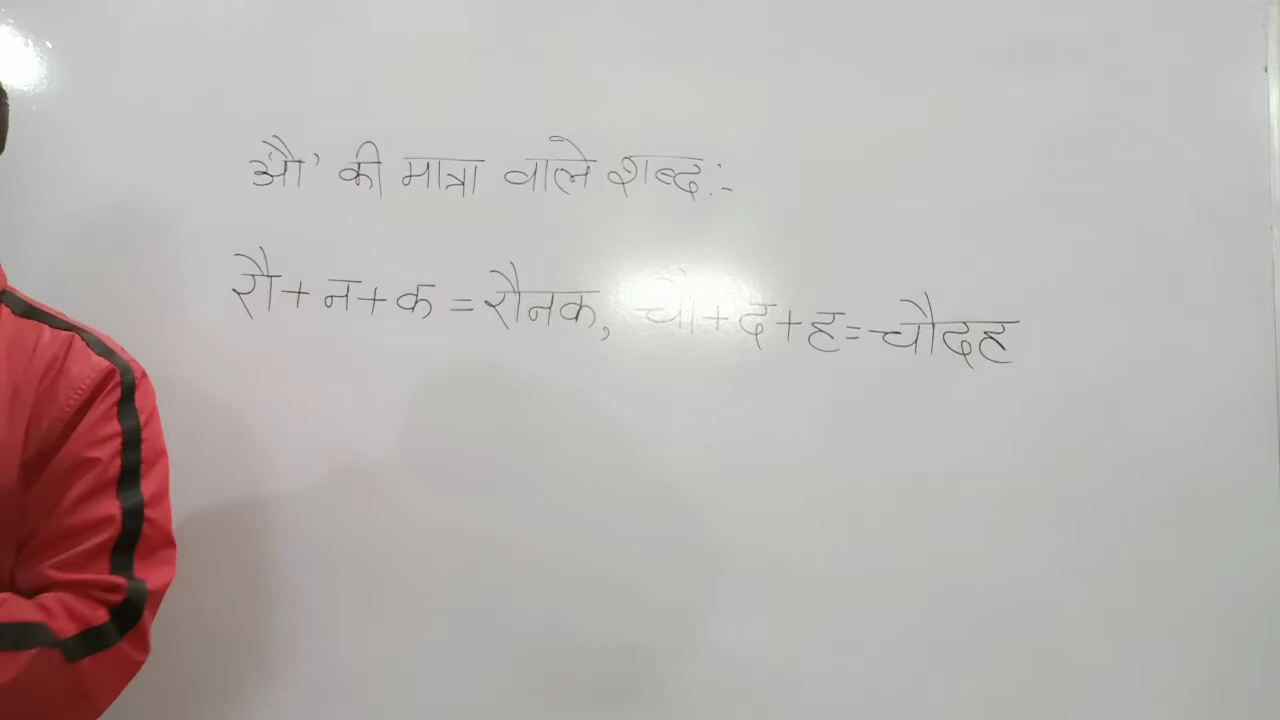 'औ' की मात्रा वाले शब्द:-
रौ+न+क=रौनक, चौ+द+ह=चौदह